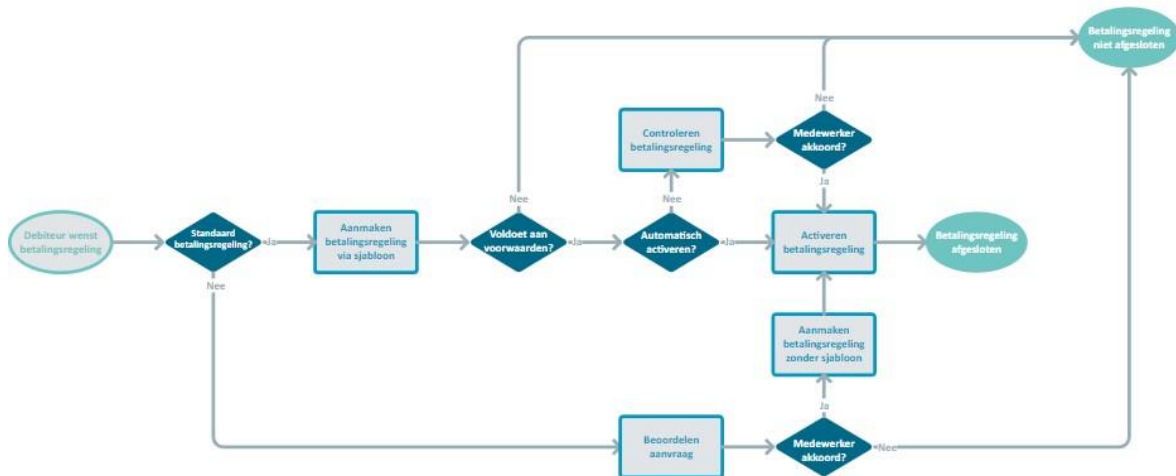 Betalingsregeling
niet afgesloten
Nee
Nee
Controleren
betalingsregeling
Medewerker
akkoord?
Ja
Nee
Nee
Debiteur wenst
betalingsregeling
Standaard
betalingsregeling?
Ja
Aanmaken
betalingsregeling
via sjabloon
Voldoet aan
voorwaarden?
Ja
Automatisch
activeren?
Ja
Activeren
betalingsregeling
Betalingsregeling
afgesloten
Nee
Aanmaken
betalingsregeling
zonder sjabloon
Ja
Beoordelen
aanvraag
Medewerker
akkoord?
Nee